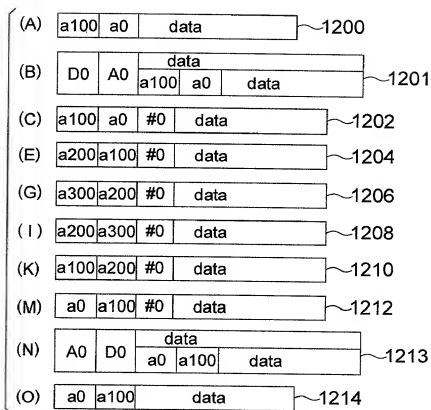 (A) a100 a0 data 1200
(B) D0 A0 data 1201
a100 a0 data
(C) a100 a0 #0 data 1202
(E) a200 a100 #0 data 1204
(G) a300 a200 #0 data 1206
(I) a200 a300 #0 data 1208
(K) a100 a200 #0 data 1210
(M) a0 a100 #0 data 1212
(N) A0 D0 data 1213
a0 a100 data
(O) a0 a100 data 1214